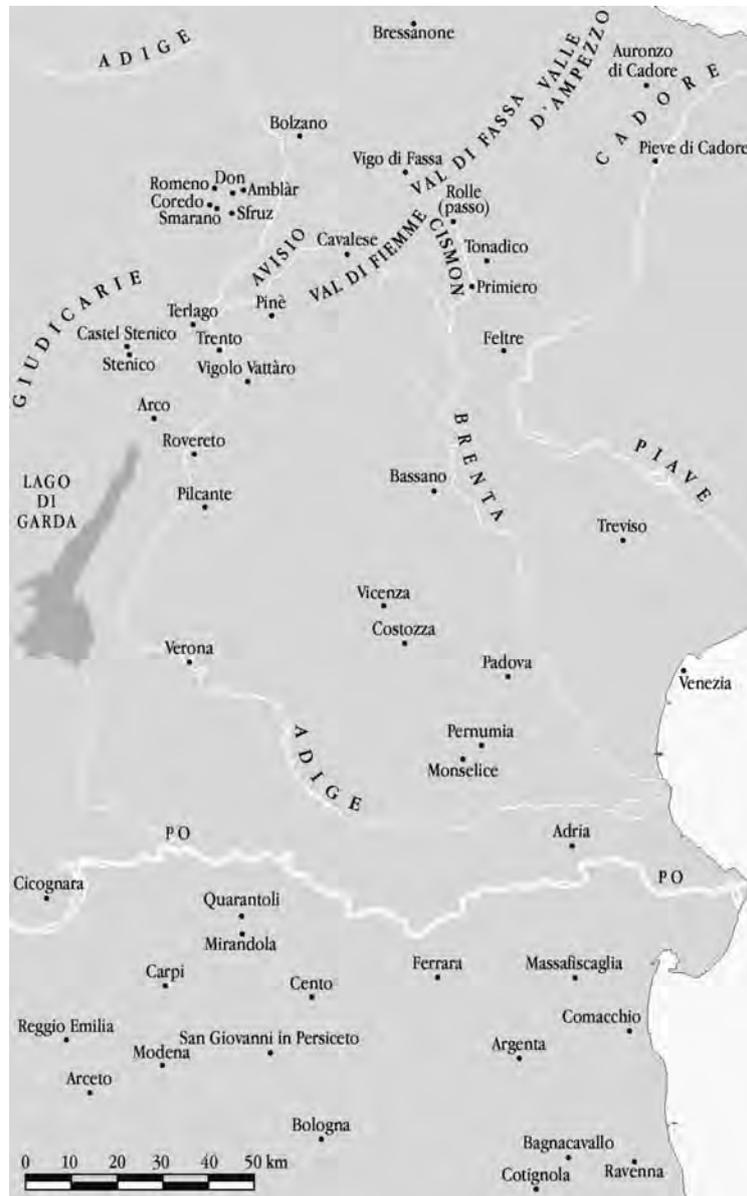 Bressanone
ADIGE
Auronzo
di Cadore
VALLE
D'AMPEZZO
CADORE
Bolzano
VAL DI FASSA
Vigo di Fassa
Pieve di Cadore
Romeno
Don
Amblàr
Coredo
Smarano
Sfruz
Rolle
(passo)
CISMON
AVISIO
Cavalese
VAL DI FIEMME
Tonadico
Primiero
GIUDICARIE
Terlago
Pinè
Castel Stenico
Trento
Stenico
Feltre
Vigolo Vattàro
Arco
BRENTA
Rovereto
PIAVE
LAGO
DI
GARDA
Pilcante
Bassano
Treviso
Vicenza
Costozza
Verona
Padova
Venezia
ADIGE
Pernumia
Monselice
PO
Adria
PO
Cicognara
Quarantoli
Mirandola
Carpi
Cento
Ferrara
Massafiscaglia
Comacchio
Reggio Emilia
San Giovanni in Persiceto
Modena
Argenta
Arceto
Bologna
Bagnacavallo
Ravenna
Cotignola
0 10 20 30 40 50 km